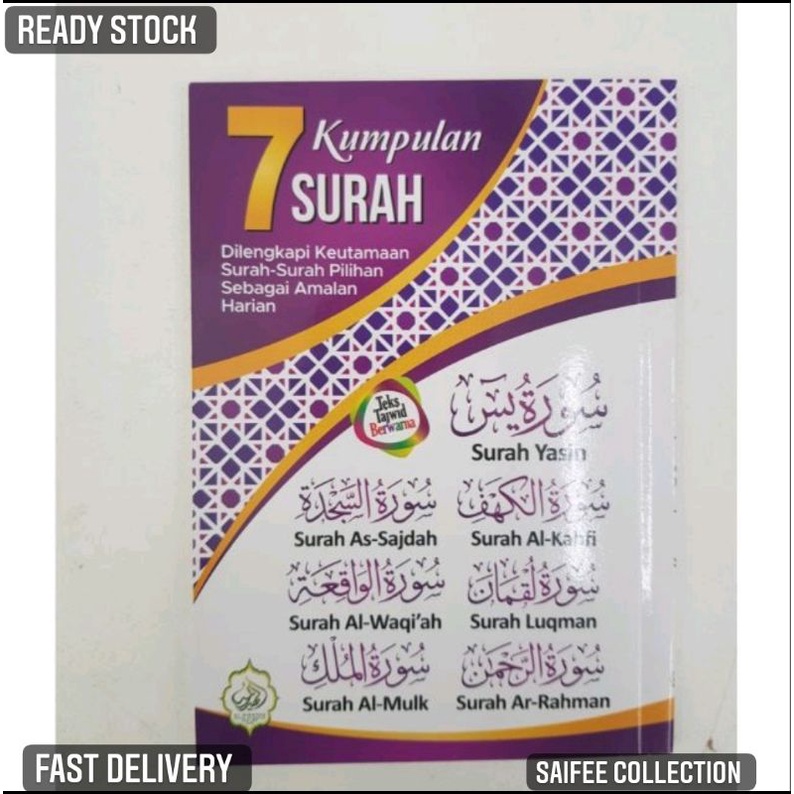 READY STOCK
7 Kumpulan
SURAH
Dilengkapi Keutamaan
Surah-Surah Pilihan
Sebagai Amalan
Harian
Teks
Tajwid
Berwarna
سُورَةُ يسٓ
Surah Yasin
سُورَةُ السَّجْدَةِ
سُورَةُ الْكَهْفِ
Surah As-Sajdah
Surah Al-Kahfi
سُورَةُ الْوَاقِعَةِ
سُورَةُ لُقْمَان
Surah Al-Waqi'ah
Surah Luqman
سُورَةُ الْمُلْكِ
سُورَةُ الرَّحْمٰن
Surah Al-Mulk
Surah Ar-Rahman
FAST DELIVERY
SAIFEE COLLECTION